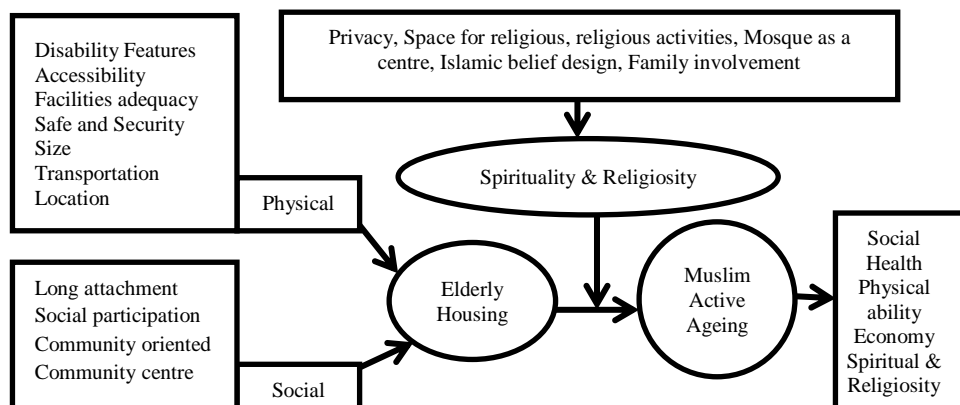 Disability Features
Accessibility
Facilities adequacy
Safe and Security
Size
Transportation
Location
Physical
Privacy, Space for religious, religious activities, Mosque as a
centre, Islamic belief design, Family involvement
Spirituality & Religiosity
Long attachment
Social participation
Community oriented
Community centre
Social
Elderly
Housing
Muslim
Active
Ageing
Social
Health
Physical
ability
Economy
Spiritual &
Religiosity